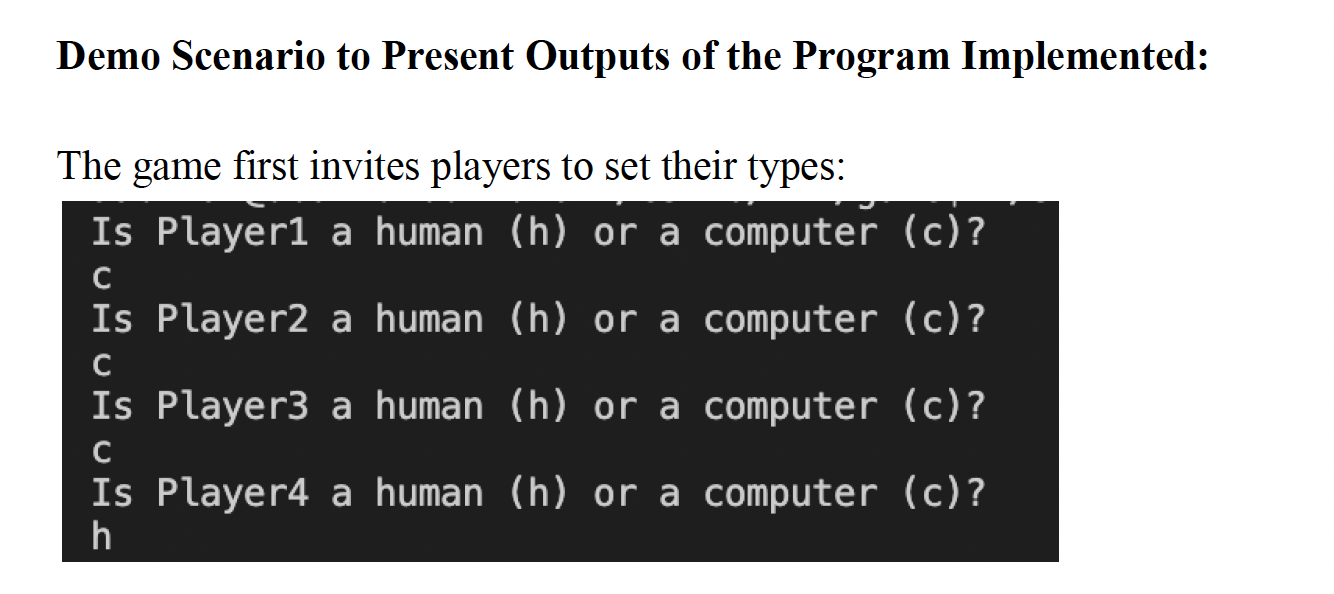 Demo Scenario to Present Outputs of the Program Implemented:
The game first invites players to set their types:
Is Player1 a human (h) or a computer (c)?
c
Is Player2 a human (h) or a computer (c)?
c
Is Player3 a human (h) or a computer (c)?
c
Is Player4 a human (h) or a computer (c)?
h